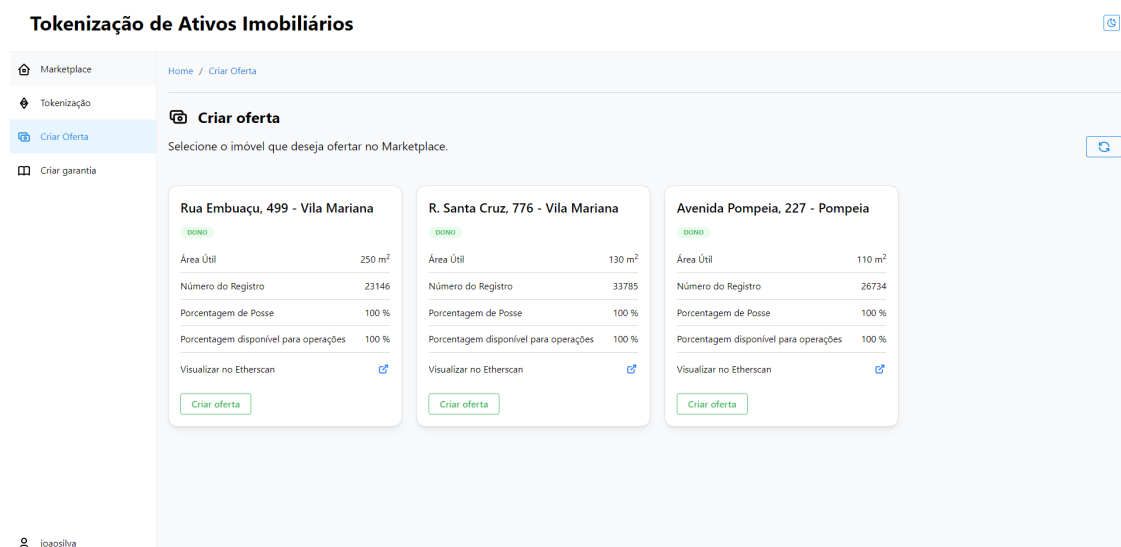 Tokenização de Ativos Imobiliários
Marketplace
Tokenização
Criar Oferta
Criar garantia
joaosilva
Home / Criar Oferta
Criar oferta
Selecione o imóvel que deseja ofertar no Marketplace.
Rua Embuaçu, 499 - Vila Mariana
DONO
Área Útil 250 m²
Número do Registro 23146
Porcentagem de Posse 100 %
Porcentagem disponível para operações 100 %
Visualizar no Etherscan
Criar oferta
R. Santa Cruz, 776 - Vila Mariana
DONO
Área Útil 130 m²
Número do Registro 33785
Porcentagem de Posse 100 %
Porcentagem disponível para operações 100 %
Visualizar no Etherscan
Criar oferta
Avenida Pompeia, 227 - Pompeia
DONO
Área Útil 110 m²
Número do Registro 26734
Porcentagem de Posse 100 %
Porcentagem disponível para operações 100 %
Visualizar no Etherscan
Criar oferta